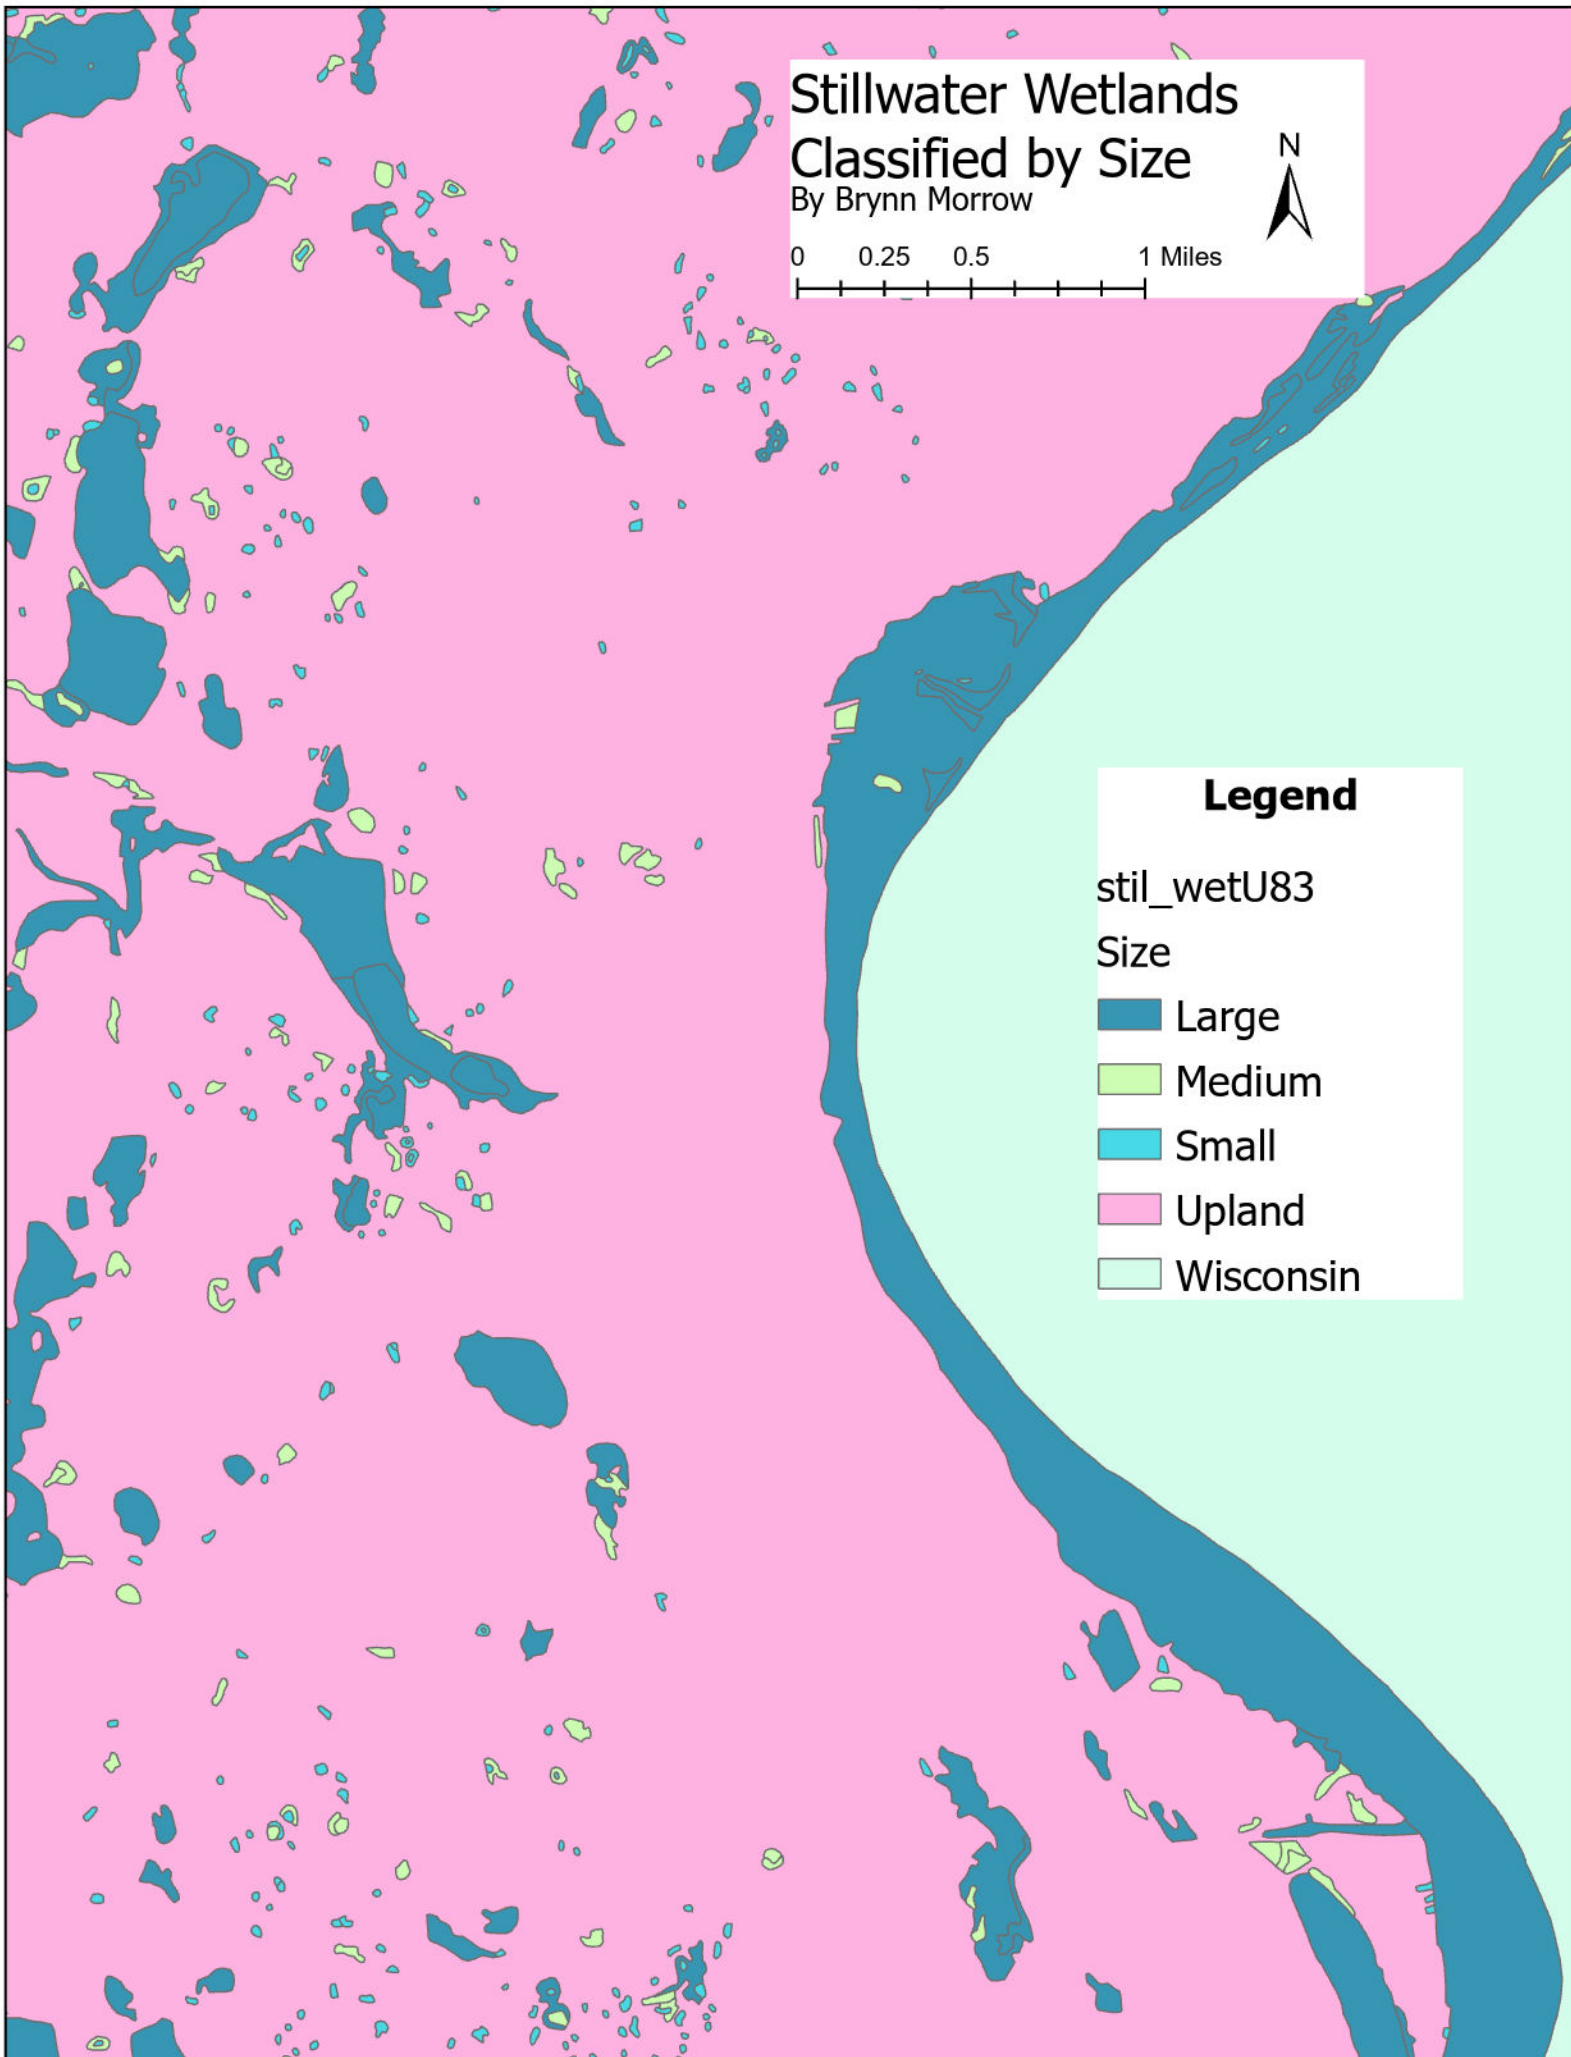 Stillwater Wetlands
Classified by Size
By Brynn Morrow
N
0 0.25 0.5 1 Miles
Legend
stil_wetU83
Size
Large
Medium
Small
Upland
Wisconsin